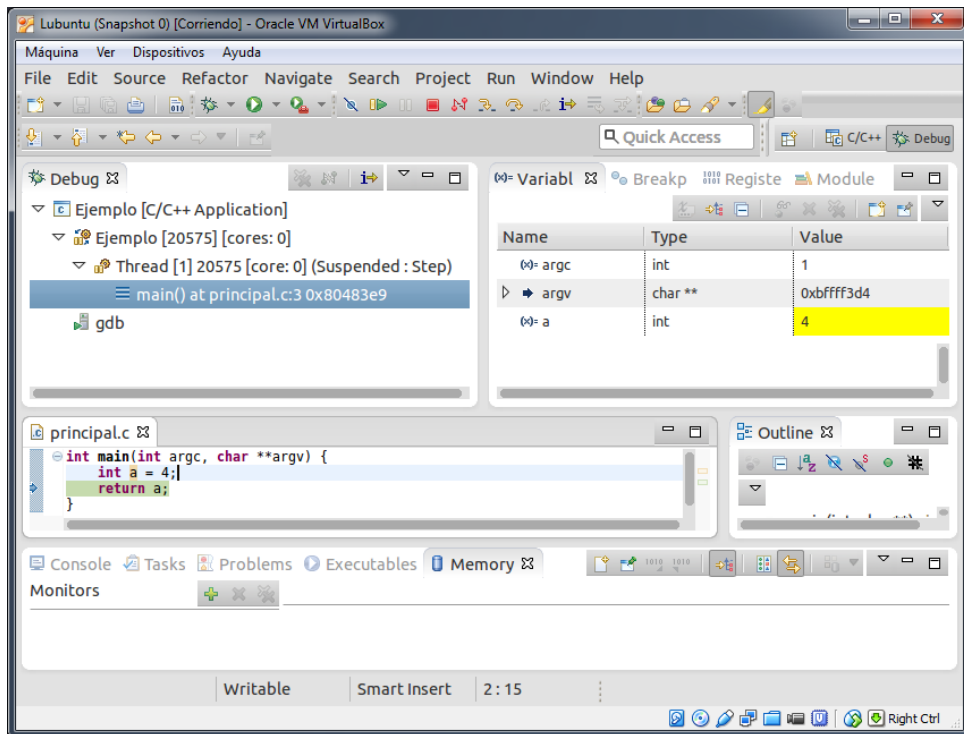 Lubuntu (Snapshot 0) [Corriendo] - Oracle VM VirtualBox
Máquina Ver Dispositivos Ayuda
File Edit Source Refactor Navigate Search Project Run Window Help
Quick Access
C/C++
Debug
Debug
Ejemplo [C/C++ Application]
Ejemplo [20575] [cores: 0]
Thread [1] 20575 [core: 0] (Suspended : Step)
main() at principal.c:3 0x80483e9
gdb
(x)= Variabl
Breakp
Registe
Module
Name Type Value
(x)= argc int 1
argv char ** 0xbffff3d4
(x)= a int 4
principal.c
int main(int argc, char **argv) {
int a = 4;
return a;
}
Outline
Console Tasks Problems Executables Memory
Monitors
Writable Smart Insert 2 : 15
Right Ctrl